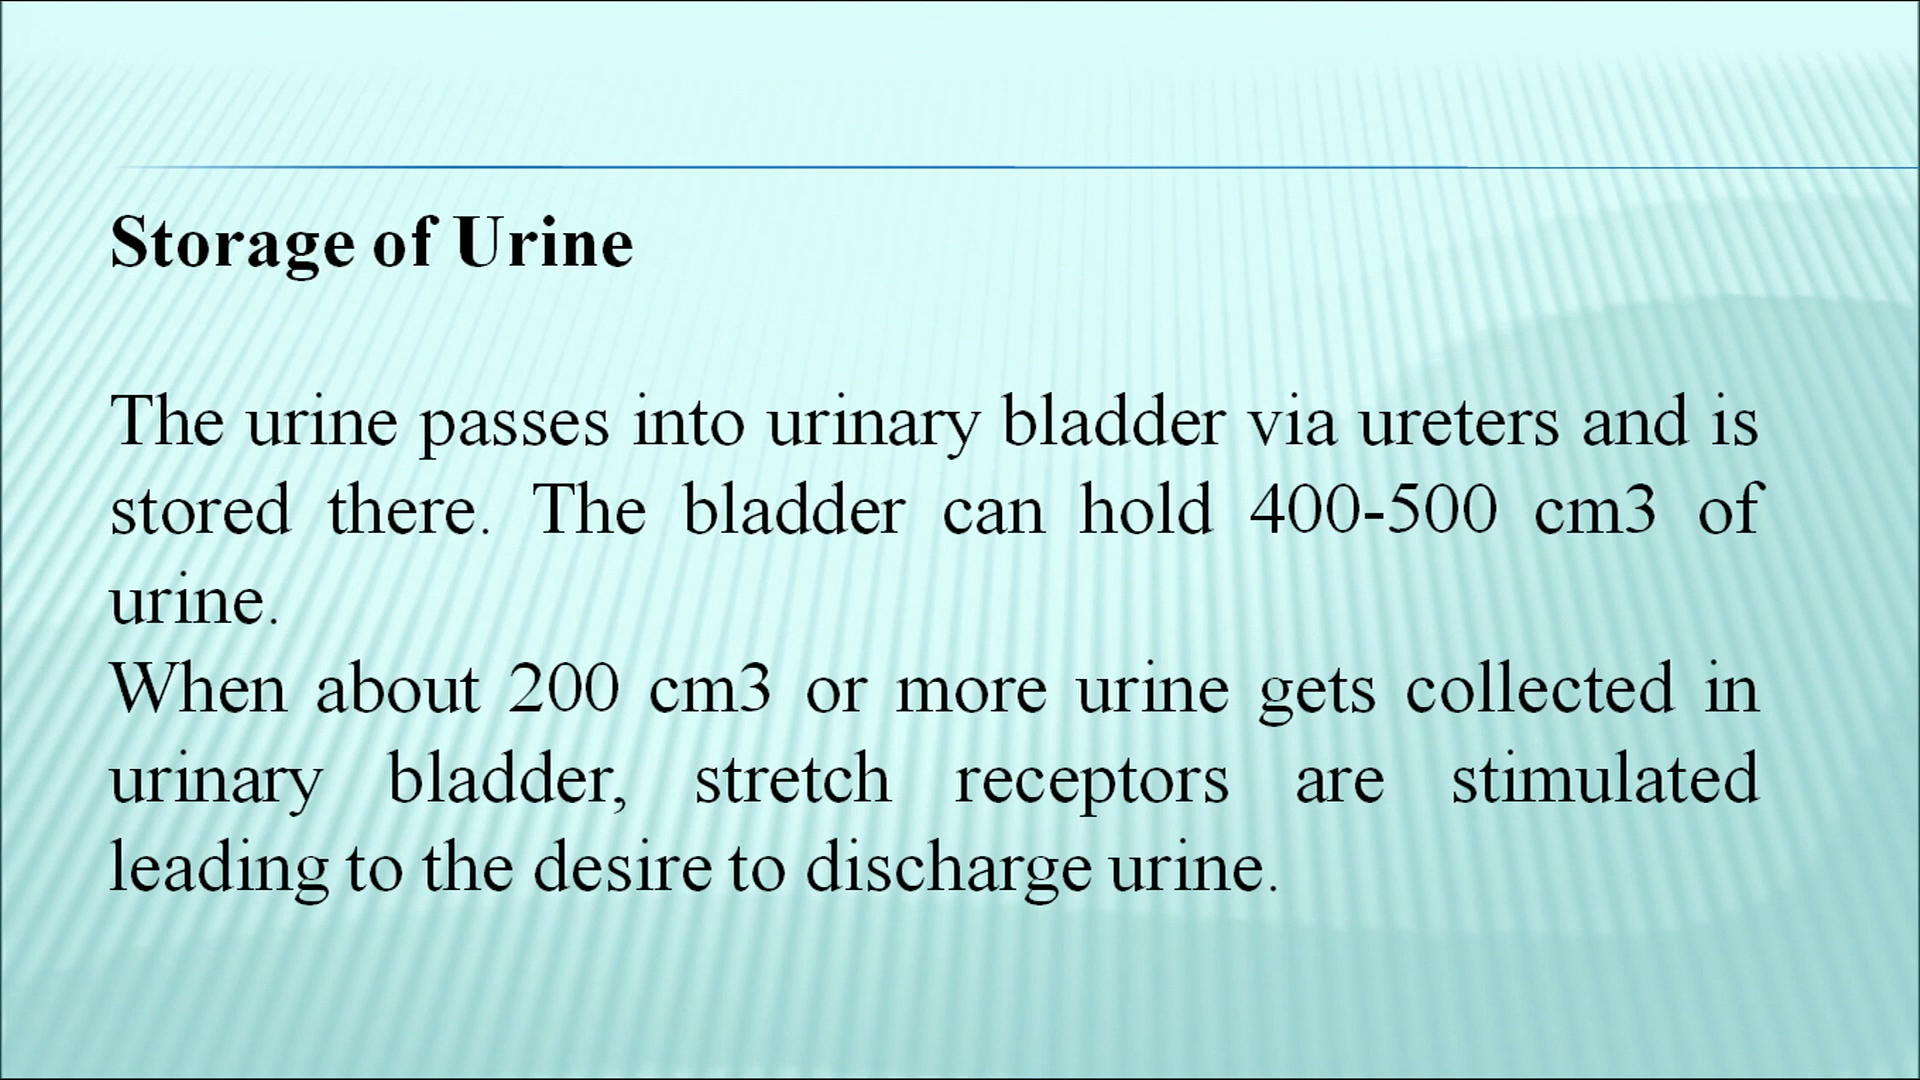 Storage of Urine
The urine passes into urinary bladder via ureters and is
stored there. The bladder can hold 400-500 cm3 of
urine.
When about 200 cm3 or more urine gets collected in
urinary bladder, stretch receptors are stimulated
leading to the desire to discharge urine.